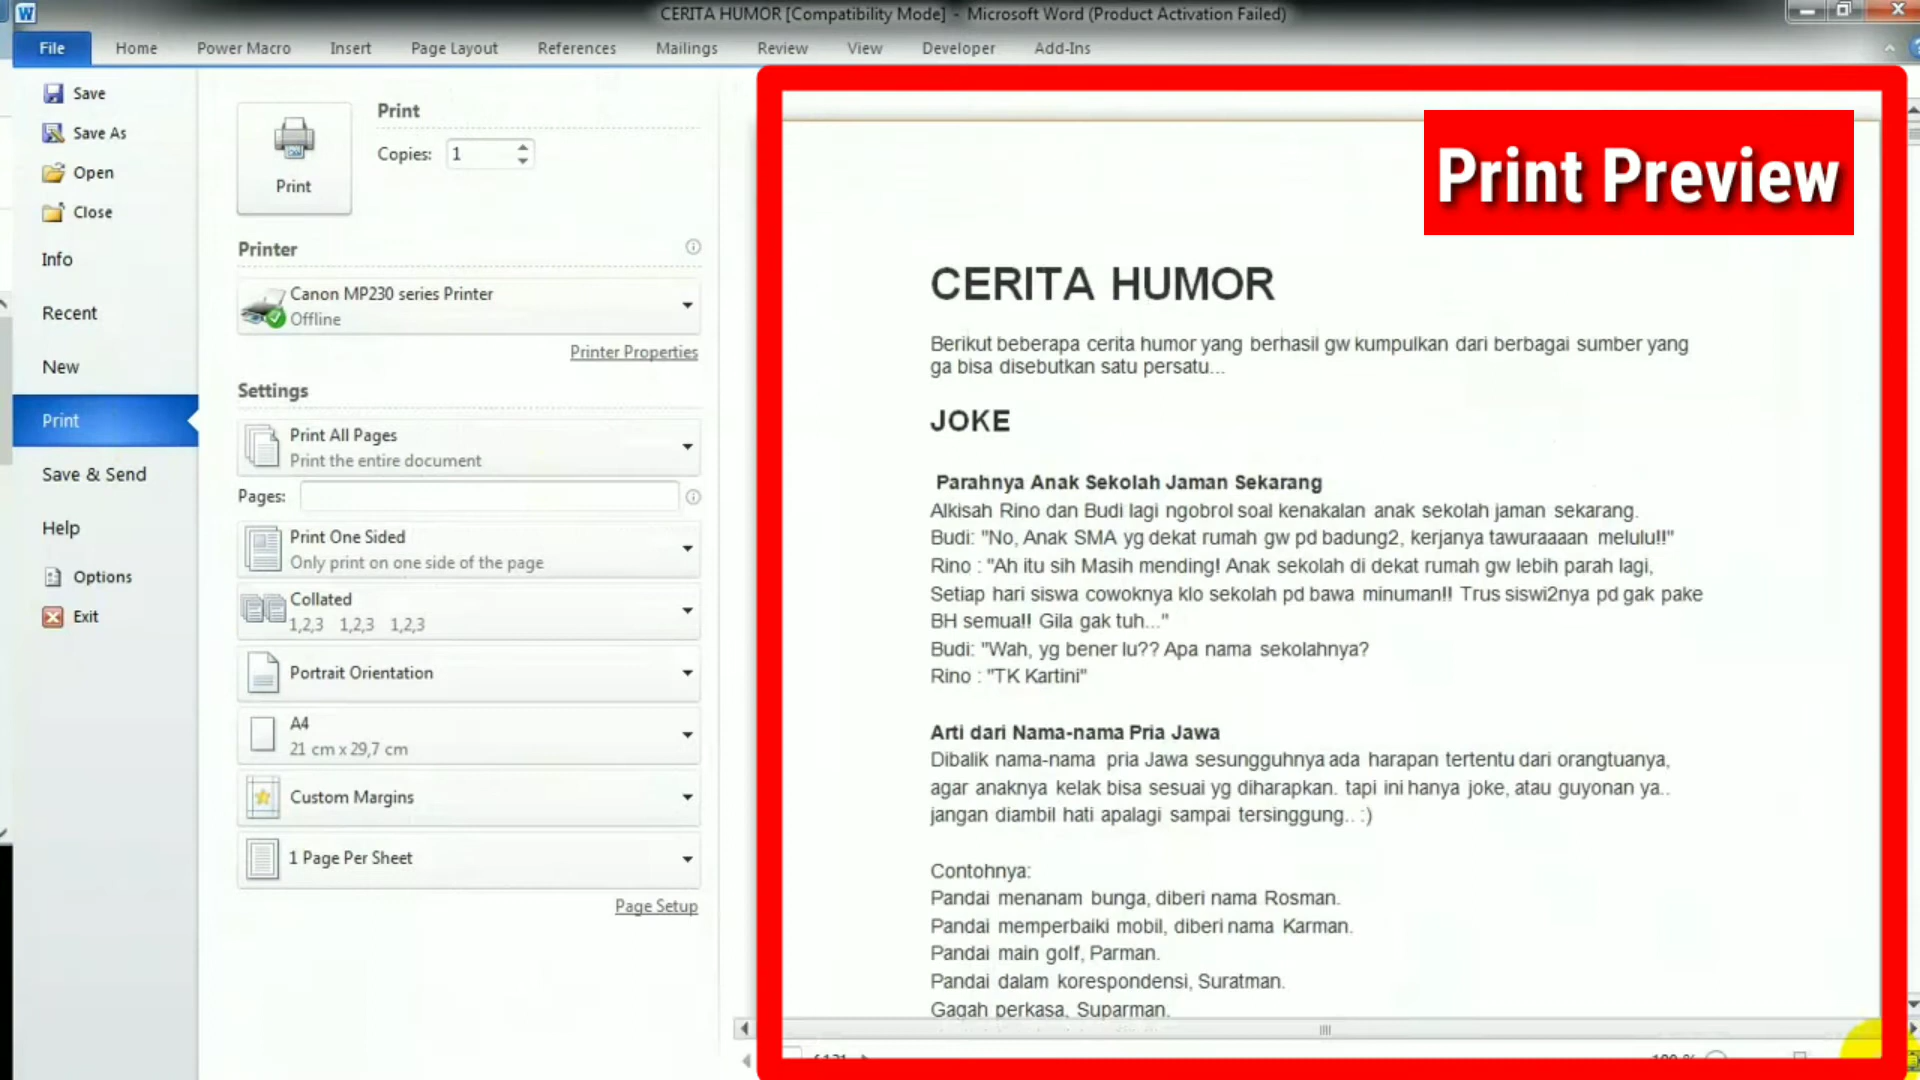 CERITA HUMOR [Compatibility Mode] - Microsoft Word (Product Activation Failed)
File Home Power Macro Insert Page Layout References Mailings Review View Developer Add-Ins
Save
Save As
Open
Close
Info
Recent
New
Print
Save & Send
Help
Options
Exit
Print
Print
Copies: 1
Printer
Canon MP230 series Printer
Offline
Printer Properties
Settings
Print All Pages
Print the entire document
Pages:
Print One Sided
Only print on one side of the page
Collated
1,2,3 1,2,3 1,2,3
Portrait Orientation
A4
21 cm x 29,7 cm
Custom Margins
1 Page Per Sheet
Page Setup
Print Preview
CERITA HUMOR
Berikut beberapa cerita humor yang berhasil gw kumpulkan dari berbagai sumber yang
ga bisa disebutkan satu persatu...
JOKE
Parahnya Anak Sekolah Jaman Sekarang
Alkisah Rino dan Budi lagi ngobrol soal kenakalan anak sekolah jaman sekarang.
Budi: "No, Anak SMA yg dekat rumah gw pd badung2, kerjanya tawuraaaan melulu!!"
Rino : "Ah itu sih Masih mending! Anak sekolah di dekat rumah gw lebih parah lagi,
Setiap hari siswa cowoknya klo sekolah pd bawa minuman!! Trus siswi2nya pd gak pake
BH semua!! Gila gak tuh..."
Budi: "Wah, yg bener lu?? Apa nama sekolahnya?
Rino : "TK Kartini"
Arti dari Nama-nama Pria Jawa
Dibalik nama-nama pria Jawa sesungguhnya ada harapan tertentu dari orangtuanya,
agar anaknya kelak bisa sesuai yg diharapkan. tapi ini hanya joke, atau guyonan ya..
jangan diambil hati apalagi sampai tersinggung.. :)
Contohnya:
Pandai menanam bunga, diberi nama Rosman.
Pandai memperbaiki mobil, diberi nama Karman.
Pandai main golf, Parman.
Pandai dalam korespondensi, Suratman.
Gagah perkasa, Suparman.